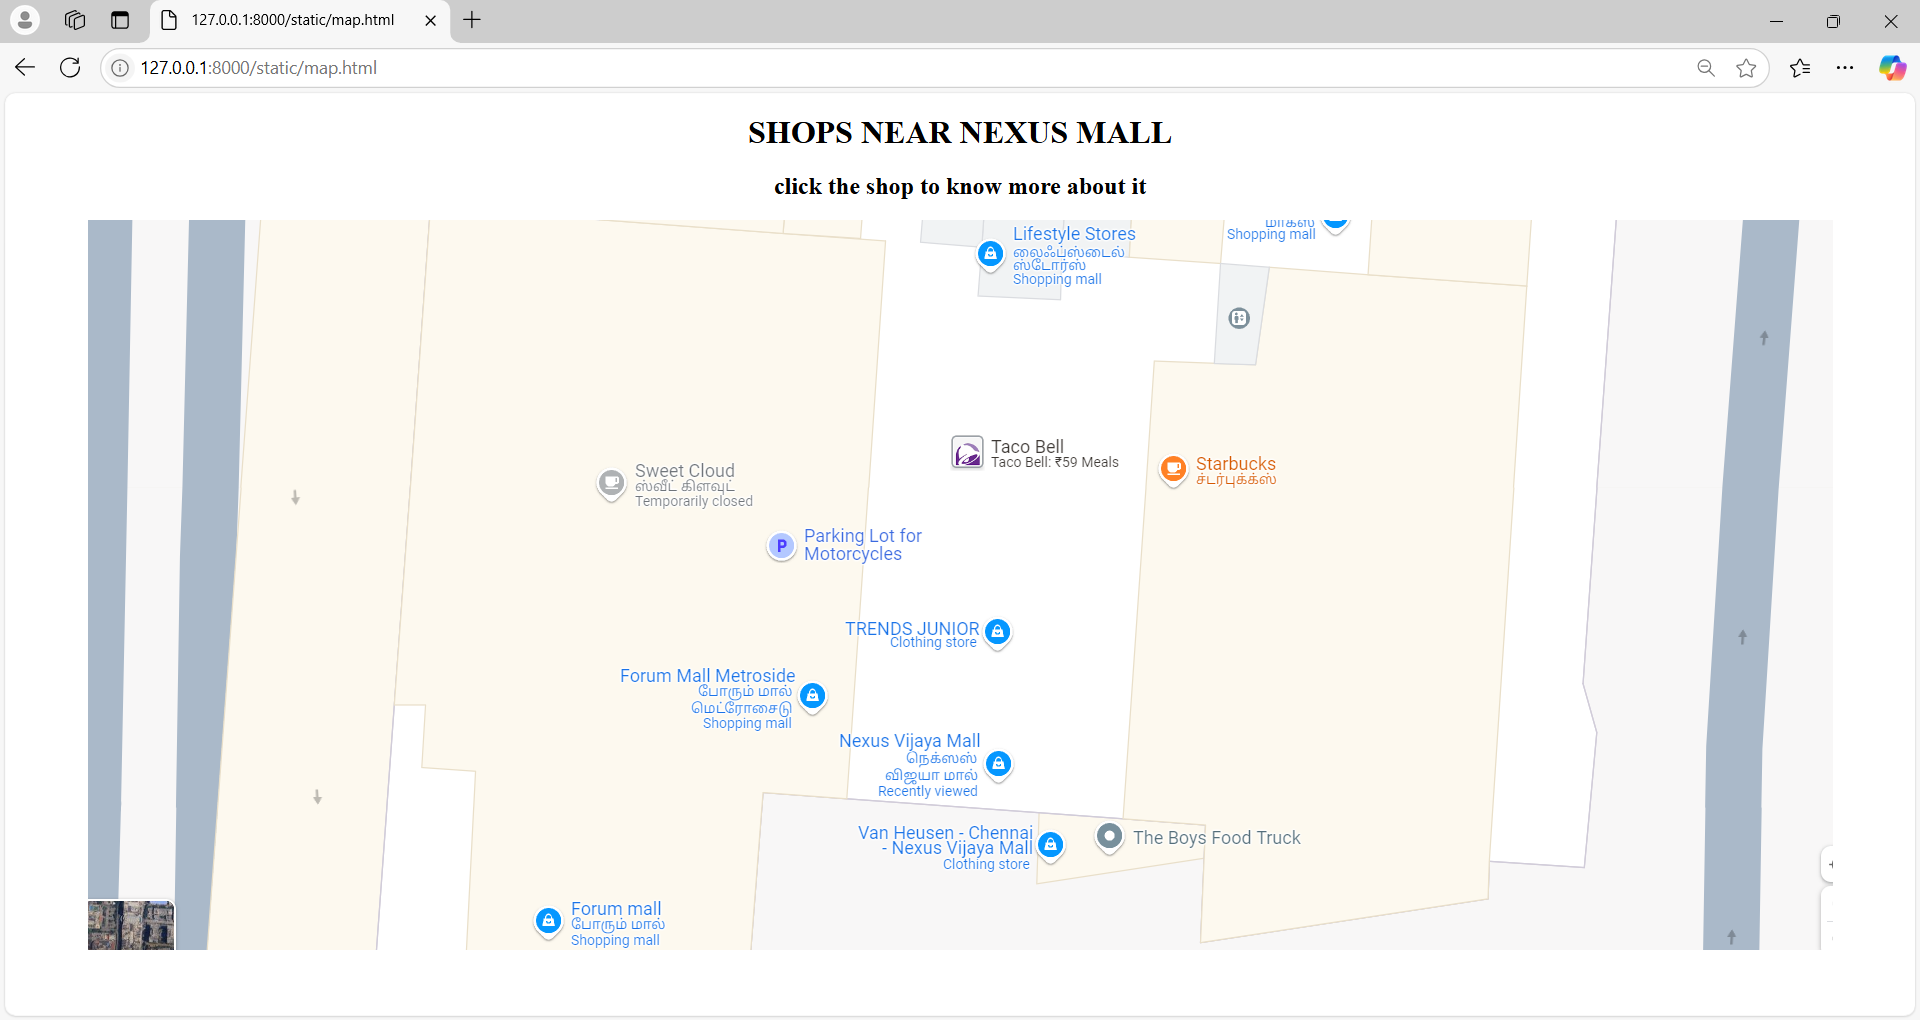 127.0.0.1:8000/static/map.html
127.0.0.1:8000/static/map.html
SHOPS NEAR NEXUS MALL
click the shop to know more about it
மார்க்ஸ்
Shopping mall
Lifestyle Stores
லைஃப்ஸ்டைல்
ஸ்டோர்ஸ்
Shopping mall
Taco Bell
Taco Bell: ₹59 Meals
Starbucks
ச்டர்புக்க்ஸ்
Sweet Cloud
ஸ்வீட் கிளவுட்
Temporarily closed
P
Parking Lot for
Motorcycles
TRENDS JUNIOR
Clothing store
Forum Mall Metroside
போரும் மால்
மெட்ரோசைடு
Shopping mall
Nexus Vijaya Mall
நெக்ஸஸ்
விஜயா மால்
Recently viewed
Van Heusen - Chennai
- Nexus Vijaya Mall
Clothing store
The Boys Food Truck
Forum mall
போரும் மால்
Shopping mall